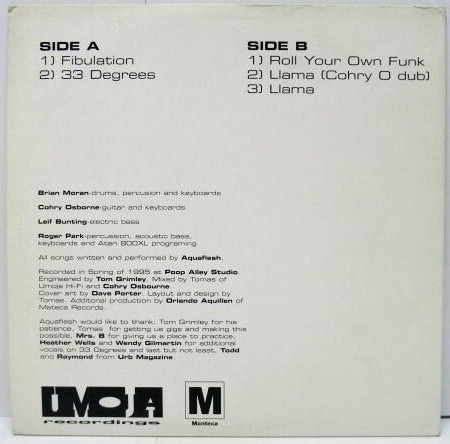 SIDE A
1) Fibulation
2) 33 Degrees
SIDE B
1) Roll Your Own Funk
2) Llama (Cohry O dub)
3) Llama
Brian Moran-drums, percusion and keyboards
Cohry Osborne-guitar and keyboards
Leif Bunting-electric bass
Roger Park-percussion, acoustic bass,
keyboards and Atari 800XL programing
All songs written and performed by Aquaflesh.
Recorded in Spring of 1995 at Poop Alley Studio.
Engineered by Tom Grimley. Mixed by Tomas of
Umoja Hi-Fi and Cohry Osbourne.
Cover art by Dave Porter. Layout and design by
Tomas. Additonal production by Orlando Aquillen of
Mateca Recordings.
Aquaflesh would like to thank: Tom Grimley for his
patience, Tomas for getting us gigs and making this
possible, Mrs. B for giving us a place to practice,
Heather Wells and Wendy Gilmartin for additional
vocals on 33 Degrees and last but not least, Todd
and Raymond from Urb Magazine.
UMOJA
recordings
M
Manteca